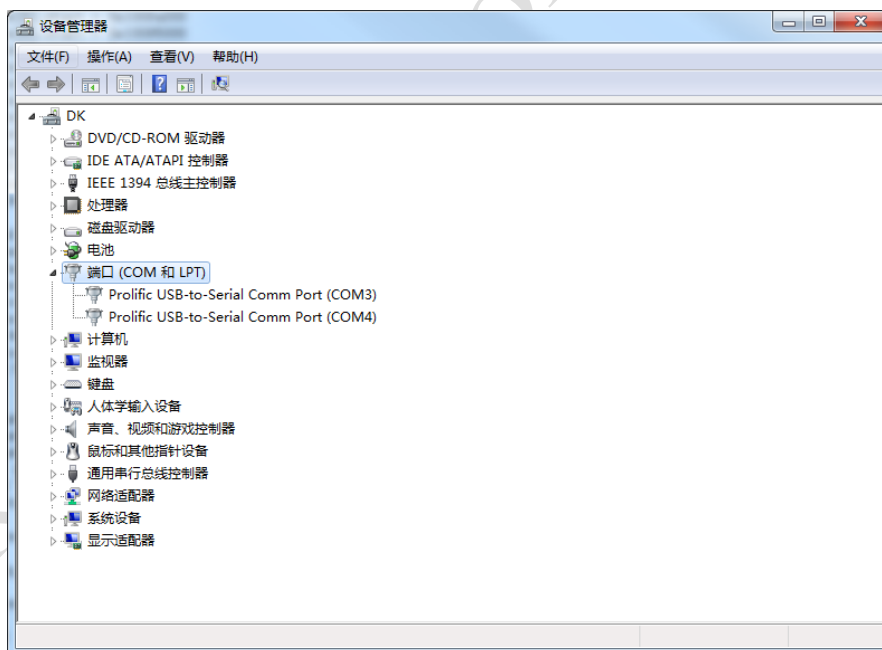 设备管理器
文件(F) 操作(A) 查看(V) 帮助(H)
DK
DVD/CD-ROM 驱动器
IDE ATA/ATAPI 控制器
IEEE 1394 总线主控制器
处理器
磁盘驱动器
电池
端口 (COM 和 LPT)
Prolific USB-to-Serial Comm Port (COM3)
Prolific USB-to-Serial Comm Port (COM4)
计算机
监视器
键盘
人体学输入设备
声音、视频和游戏控制器
鼠标和其他指针设备
通用串行总线控制器
网络适配器
系统设备
显示适配器